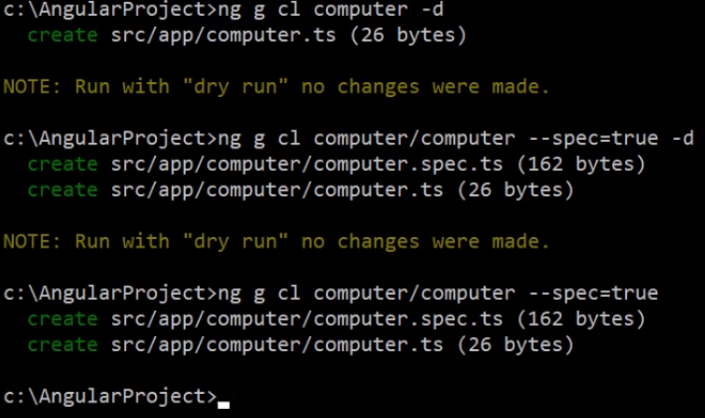 c:\AngularProject>ng g cl computer -d
create src/app/computer.ts (26 bytes)
NOTE: Run with "dry run" no changes were made.
c:\AngularProject>ng g cl computer/computer --spec=true -d
create src/app/computer/computer.spec.ts (162 bytes)
create src/app/computer/computer.ts (26 bytes)
NOTE: Run with "dry run" no changes were made.
c:\AngularProject>ng g cl computer/computer --spec=true
create src/app/computer/computer.spec.ts (162 bytes)
create src/app/computer/computer.ts (26 bytes)
c:\AngularProject>